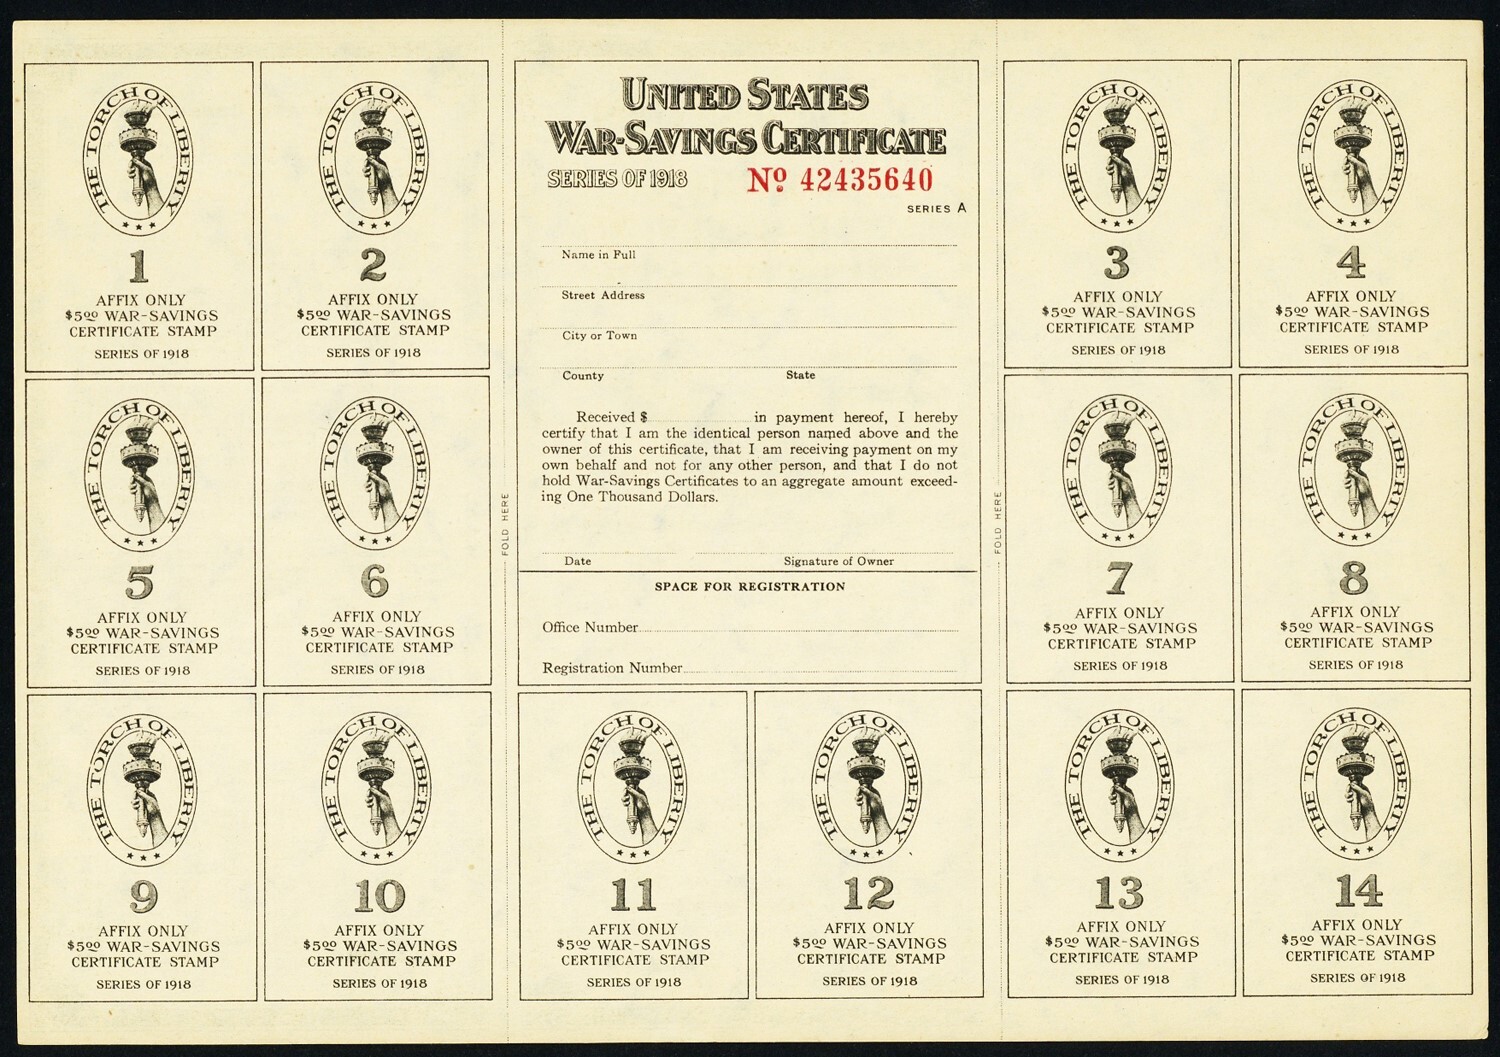 THE TORCH OF LIBERTY
1
AFFIX ONLY
$5.00 WAR-SAVINGS
CERTIFICATE STAMP
SERIES OF 1918
THE TORCH OF LIBERTY
2
AFFIX ONLY
$5.00 WAR-SAVINGS
CERTIFICATE STAMP
SERIES OF 1918
UNITED STATES
WAR-SAVINGS CERTIFICATE
SERIES OF 1918
No. 42435640
SERIES A
Name in Full
Street Address
City or Town
County State
Received $ in payment hereof, I hereby
certify that I am the identical person named above and the
owner of this certificate, that I am receiving payment on my
own behalf and not for any other person, and that I do not
hold War-Savings Certificates to an aggregate amount exceed-
ing One Thousand Dollars.
Date Signature of Owner
SPACE FOR REGISTRATION
Office Number
Registration Number
FOLD HERE
FOLD HERE
THE TORCH OF LIBERTY
3
AFFIX ONLY
$5.00 WAR-SAVINGS
CERTIFICATE STAMP
SERIES OF 1918
THE TORCH OF LIBERTY
4
AFFIX ONLY
$5.00 WAR-SAVINGS
CERTIFICATE STAMP
SERIES OF 1918
THE TORCH OF LIBERTY
5
AFFIX ONLY
$5.00 WAR-SAVINGS
CERTIFICATE STAMP
SERIES OF 1918
THE TORCH OF LIBERTY
6
AFFIX ONLY
$5.00 WAR-SAVINGS
CERTIFICATE STAMP
SERIES OF 1918
THE TORCH OF LIBERTY
7
AFFIX ONLY
$5.00 WAR-SAVINGS
CERTIFICATE STAMP
SERIES OF 1918
THE TORCH OF LIBERTY
8
AFFIX ONLY
$5.00 WAR-SAVINGS
CERTIFICATE STAMP
SERIES OF 1918
THE TORCH OF LIBERTY
9
AFFIX ONLY
$5.00 WAR-SAVINGS
CERTIFICATE STAMP
SERIES OF 1918
THE TORCH OF LIBERTY
10
AFFIX ONLY
$5.00 WAR-SAVINGS
CERTIFICATE STAMP
SERIES OF 1918
THE TORCH OF LIBERTY
11
AFFIX ONLY
$5.00 WAR-SAVINGS
CERTIFICATE STAMP
SERIES OF 1918
THE TORCH OF LIBERTY
12
AFFIX ONLY
$5.00 WAR-SAVINGS
CERTIFICATE STAMP
SERIES OF 1918
THE TORCH OF LIBERTY
13
AFFIX ONLY
$5.00 WAR-SAVINGS
CERTIFICATE STAMP
SERIES OF 1918
THE TORCH OF LIBERTY
14
AFFIX ONLY
$5.00 WAR-SAVINGS
CERTIFICATE STAMP
SERIES OF 1918